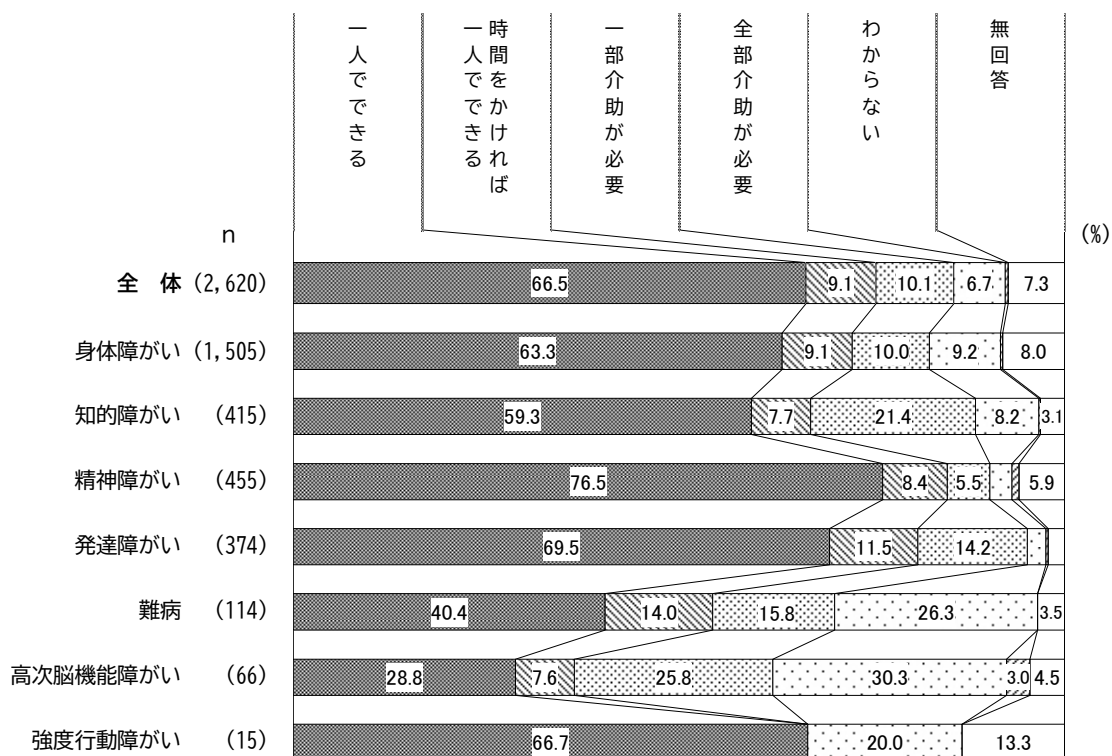 一人でできる
時間をかければ
一人でできる
一部介助が必要
全部介助が必要
わからない
無回答
n
(%)
全 体 (2,620) 66.5 9.1 10.1 6.7 7.3
身体障がい (1,505) 63.3 9.1 10.0 9.2 8.0
知的障がい (415) 59.3 7.7 21.4 8.2 3.1
精神障がい (455) 76.5 8.4 5.5 5.9
発達障がい (374) 69.5 11.5 14.2
難病 (114) 40.4 14.0 15.8 26.3 3.5
高次脳機能障がい (66) 28.8 7.6 25.8 30.3 3.0 4.5
強度行動障がい (15) 66.7 20.0 13.3